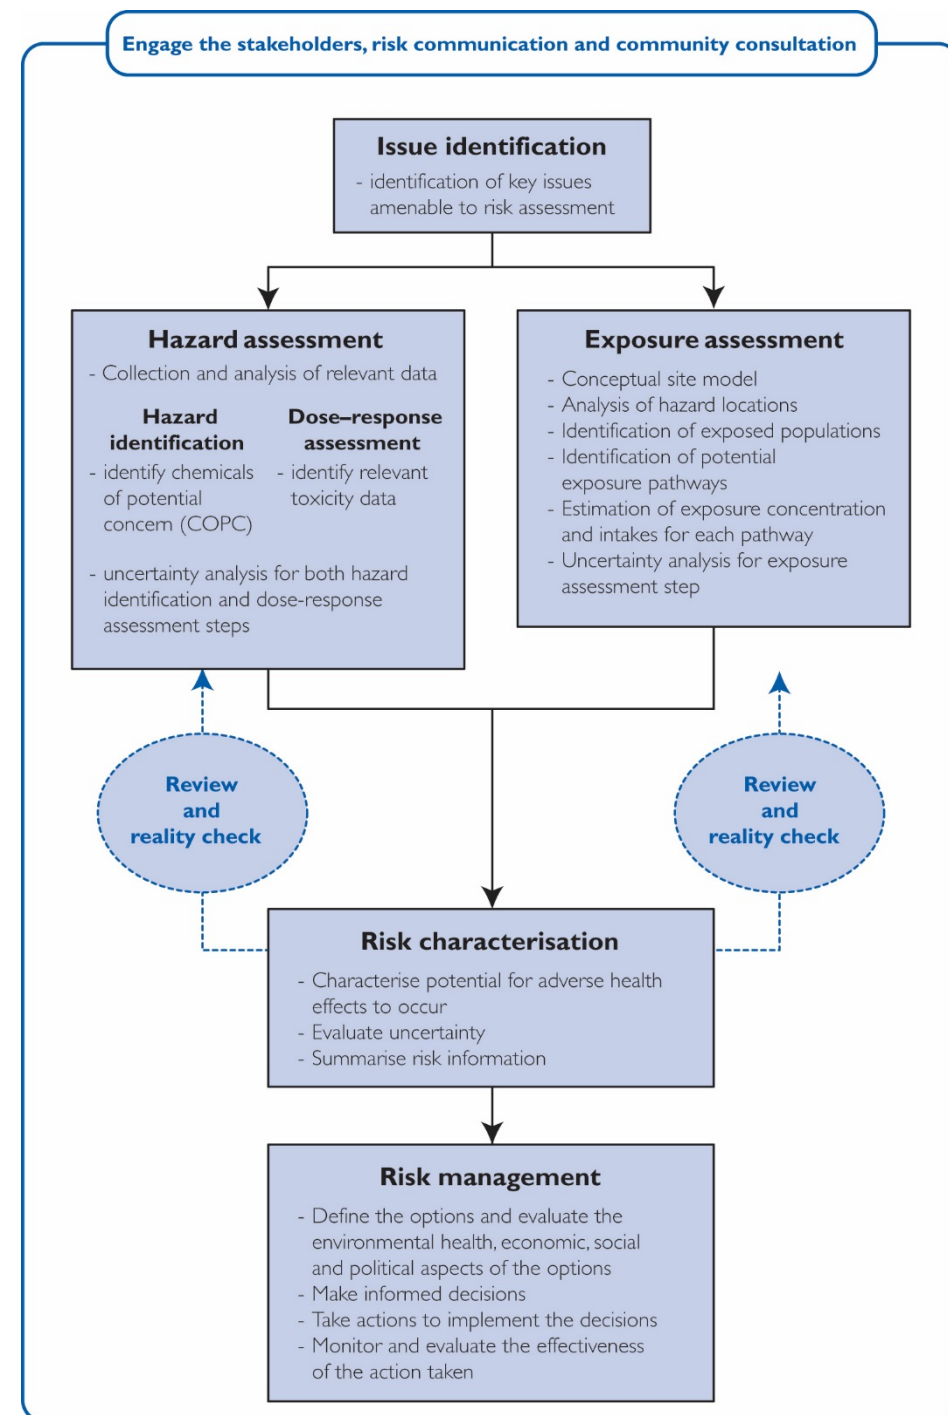 Engage the stakeholders, risk communication and community consultation
Issue identification
- identification of key issues
amenable to risk assessment
Hazard assessment
- Collection and analysis of relevant data
Hazard
identification
- identify chemicals
of potential
concern (COPC)
Dose–response
assessment
- identify relevant
toxicity data
- uncertainty analysis for both hazard
identification and dose-response
assessment steps
Exposure assessment
- Conceptual site model
- Analysis of hazard locations
- Identification of exposed populations
- Identification of potential
exposure pathways
- Estimation of exposure concentration
and intakes for each pathway
- Uncertainty analysis for exposure
assessment step
Review
and
reality check
Review
and
reality check
Risk characterisation
- Characterise potential for adverse health
effects to occur
- Evaluate uncertainty
- Summarise risk information
Risk management
- Define the options and evaluate the
environmental health, economic, social
and political aspects of the options
- Make informed decisions
- Take actions to implement the decisions
- Monitor and evaluate the effectiveness
of the action taken